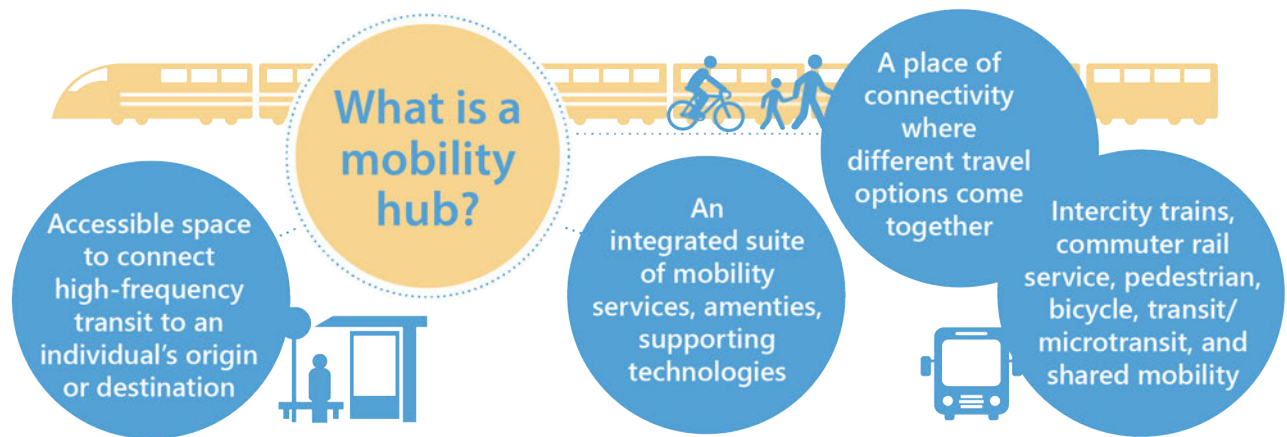 What is a
mobility
hub?
Accessible space
to connect
high-frequency
transit to an
individual's origin
or destination
An
integrated suite
of mobility
services, amenties,
supporting
technologies
A place of
connectivity
where
different travel
options come
together
Intercity trains,
commuter rail
service, pedestrian,
bicycle, transit/
microtransit, and
shared mobility